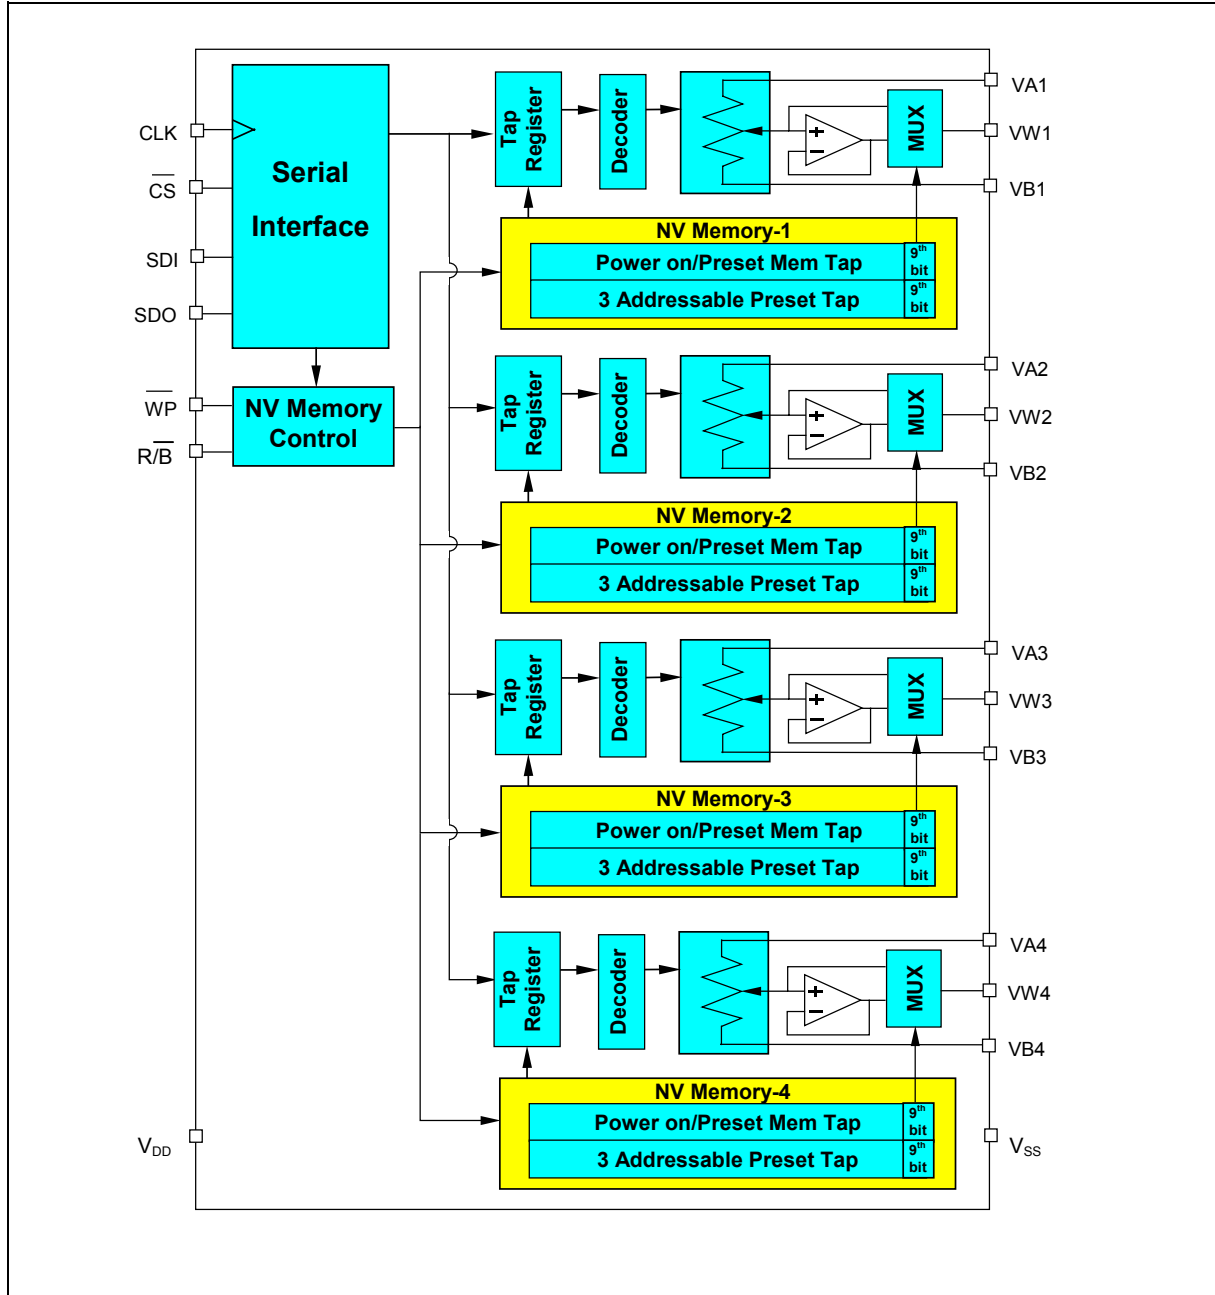 CLK
CS
SDI
SDO
WP
R/B
VDD
Serial
Interface
NV Memory
Control
Tap
Register
Decoder
MUX
VA1
VW1
VB1
NV Memory-1
Power on/Preset Mem Tap
9th
bit
3 Addressable Preset Tap
9th
bit
Tap
Register
Decoder
MUX
VA2
VW2
VB2
NV Memory-2
Power on/Preset Mem Tap
9th
bit
3 Addressable Preset Tap
9th
bit
Tap
Register
Decoder
MUX
VA3
VW3
VB3
NV Memory-3
Power on/Preset Mem Tap
9th
bit
3 Addressable Preset Tap
9th
bit
Tap
Register
Decoder
MUX
VA4
VW4
VB4
NV Memory-4
Power on/Preset Mem Tap
9th
bit
3 Addressable Preset Tap
9th
bit
VSS